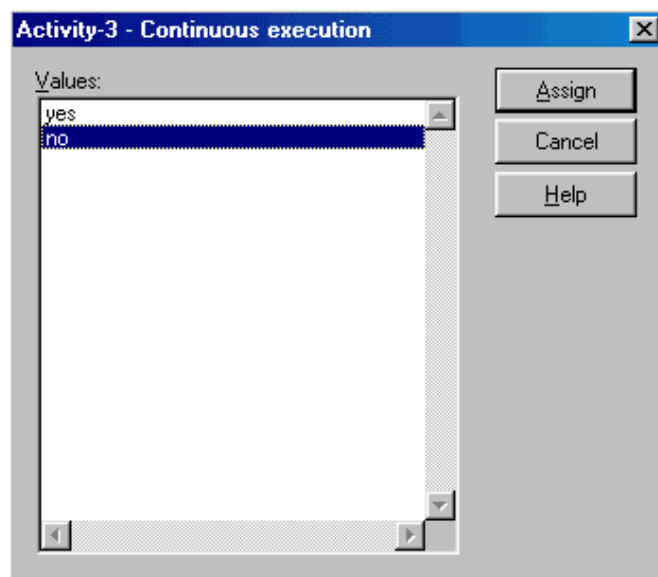 Activity-3 - Continuous execution
Values:
yes
no
Assign
Cancel
Help